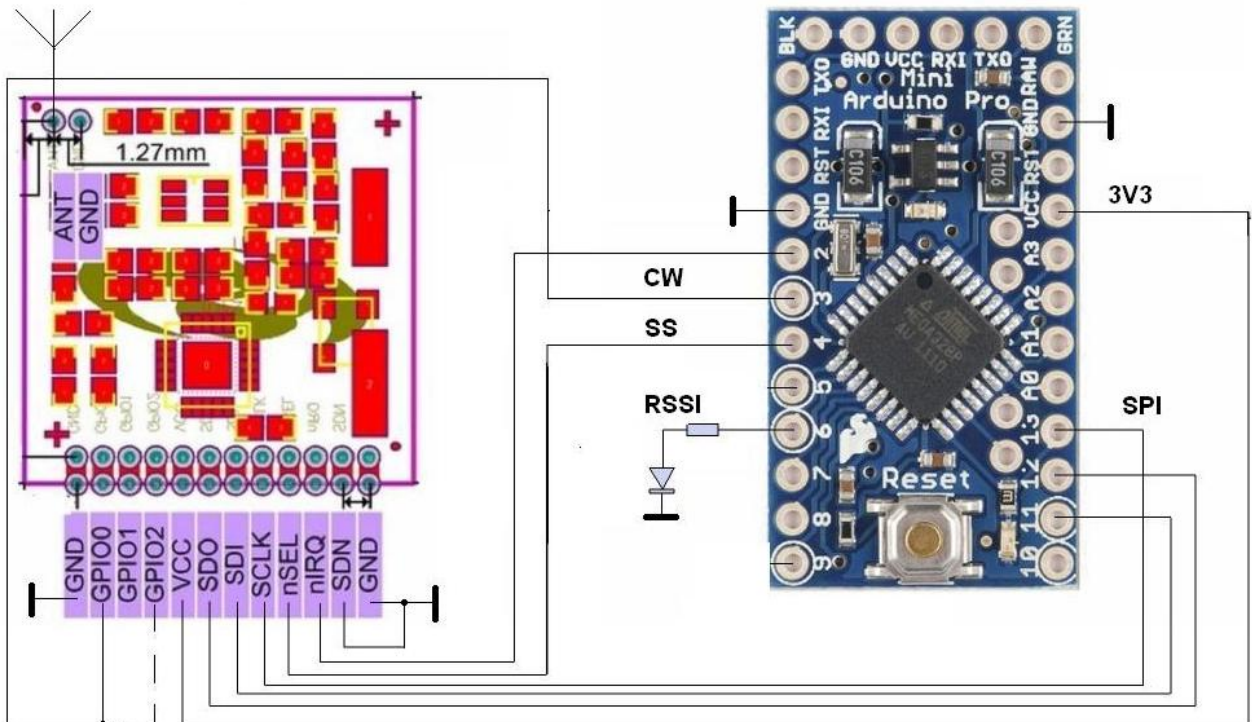 1.27mm
ANT
GND
GND
GPIO0
GPIO1
GPIO2
VCC
SDO
SDI
SCLK
nSEL
nIRQ
SDN
GND
CW
SS
RSSI
3V3
SPI
BLK
GND
VCC
RXI
TXO
GRN
Mini
Arduino Pro
TXO
RXI
RST
GND
2
3
4
5
6
7
8
9
RAW
GND
RST
VCC
A3
A2
A1
A0
13
12
11
10
C106
C106
Reset